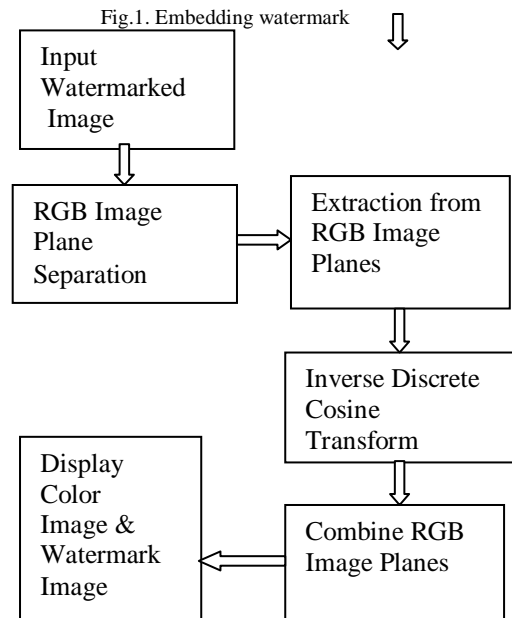 Fig.1. Embedding watermark
Input
Watermarked
Image
RGB Image
Plane
Separation
Extraction from
RGB Image
Planes
Inverse Discrete
Cosine
Transform
Combine RGB
Image Planes
Display
Color
Image &
Watermark
Image